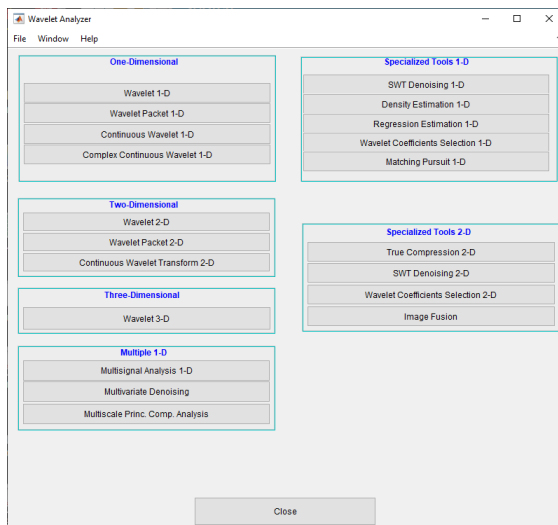 Wavelet Analyzer
File Window Help
One-Dimensional
Wavelet 1-D
Wavelet Packet 1-D
Continuous Wavelet 1-D
Complex Continuous Wavelet 1-D
Two-Dimensional
Wavelet 2-D
Wavelet Packet 2-D
Continuous Wavelet Transform 2-D
Three-Dimensional
Wavelet 3-D
Multiple 1-D
Multisignal Analysis 1-D
Multivariate Denoising
Multiscale Princ. Comp. Analysis
Specialized Tools 1-D
SWT Denoising 1-D
Density Estimation 1-D
Regression Estimation 1-D
Wavelet Coefficients Selection 1-D
Matching Pursuit 1-D
Specialized Tools 2-D
True Compression 2-D
SWT Denoising 2-D
Wavelet Coefficients Selection 2-D
Image Fusion
Close